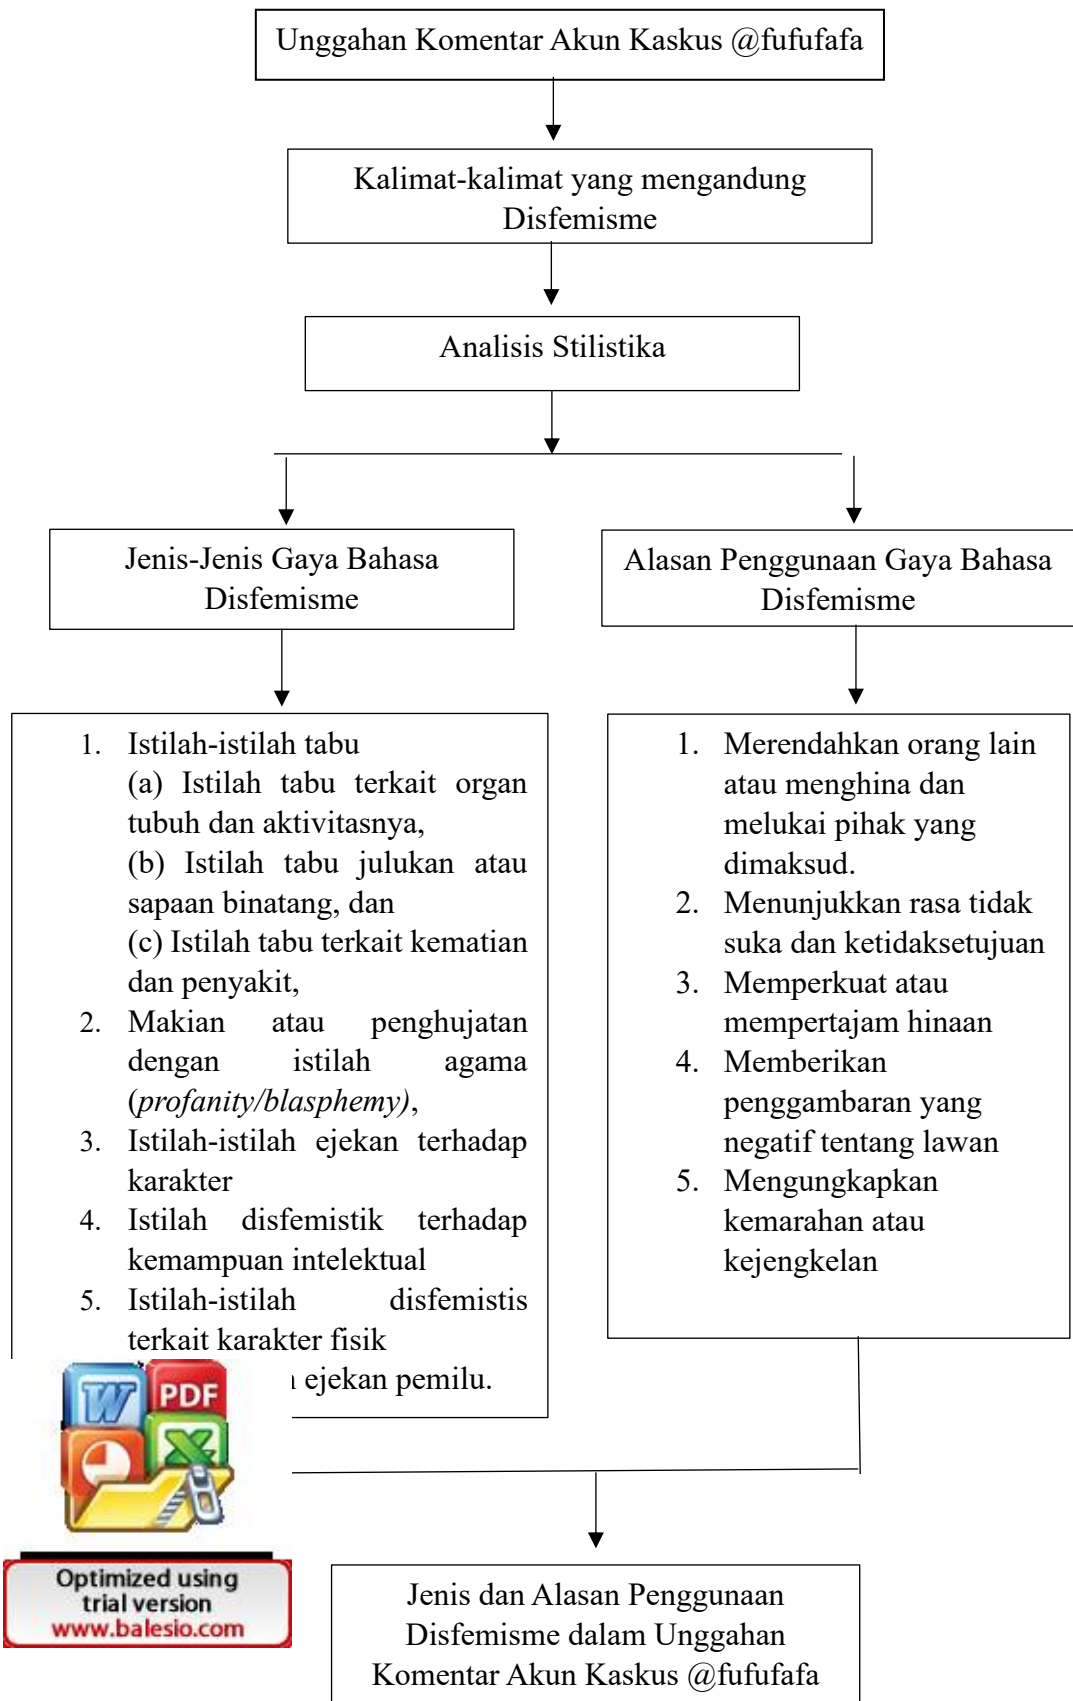 Unggahan Komentar Akun Kaskus @fufufafa
Kalimat-kalimat yang mengandung
Disfemisme
Analisis Stilistika
Jenis-Jenis Gaya Bahasa
Disfemisme
Alasan Penggunaan Gaya Bahasa
Disfemisme
1. Istilah-istilah tabu
(a) Istilah tabu terkait organ
tubuh dan aktivitasnya,
(b) Istilah tabu julukan atau
sapaan binatang, dan
(c) Istilah tabu terkait kematian
dan penyakit,
2. Makian atau penghujatan
dengan istilah agama
(profanity/blasphemy),
3. Istilah-istilah ejekan terhadap
karakter
4. Istilah disfemistik terhadap
kemampuan intelektual
5. Istilah-istilah disfemistis
terkait karakter fisik
ejekan pemilu.
1. Merendahkan orang lain
atau menghina dan
melukai pihak yang
dimaksud.
2. Menunjukkan rasa tidak
suka dan ketidaksetujuan
3. Memperkuat atau
mempertajam hinaan
4. Memberikan
penggambaran yang
negatif tentang lawan
5. Mengungkapkan
kemarahan atau
kejengkelan
W
PDF
X
Optimized using
trial version
www.balesio.com
Jenis dan Alasan Penggunaan
Disfemisme dalam Unggahan
Komentar Akun Kaskus @fufufafa